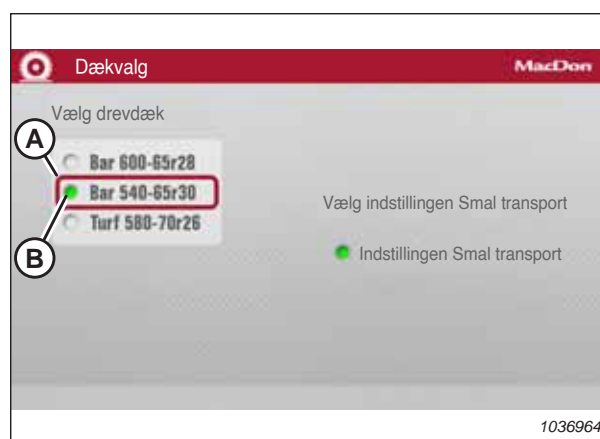 Dækvalg
MacDon
Vælg drevdæk
A
Bar 600-65r28
Bar 540-65r30
Turf 580-70r26
B
Vælg indstillingen Smal transport
Indstillingen Smal transport
1036964